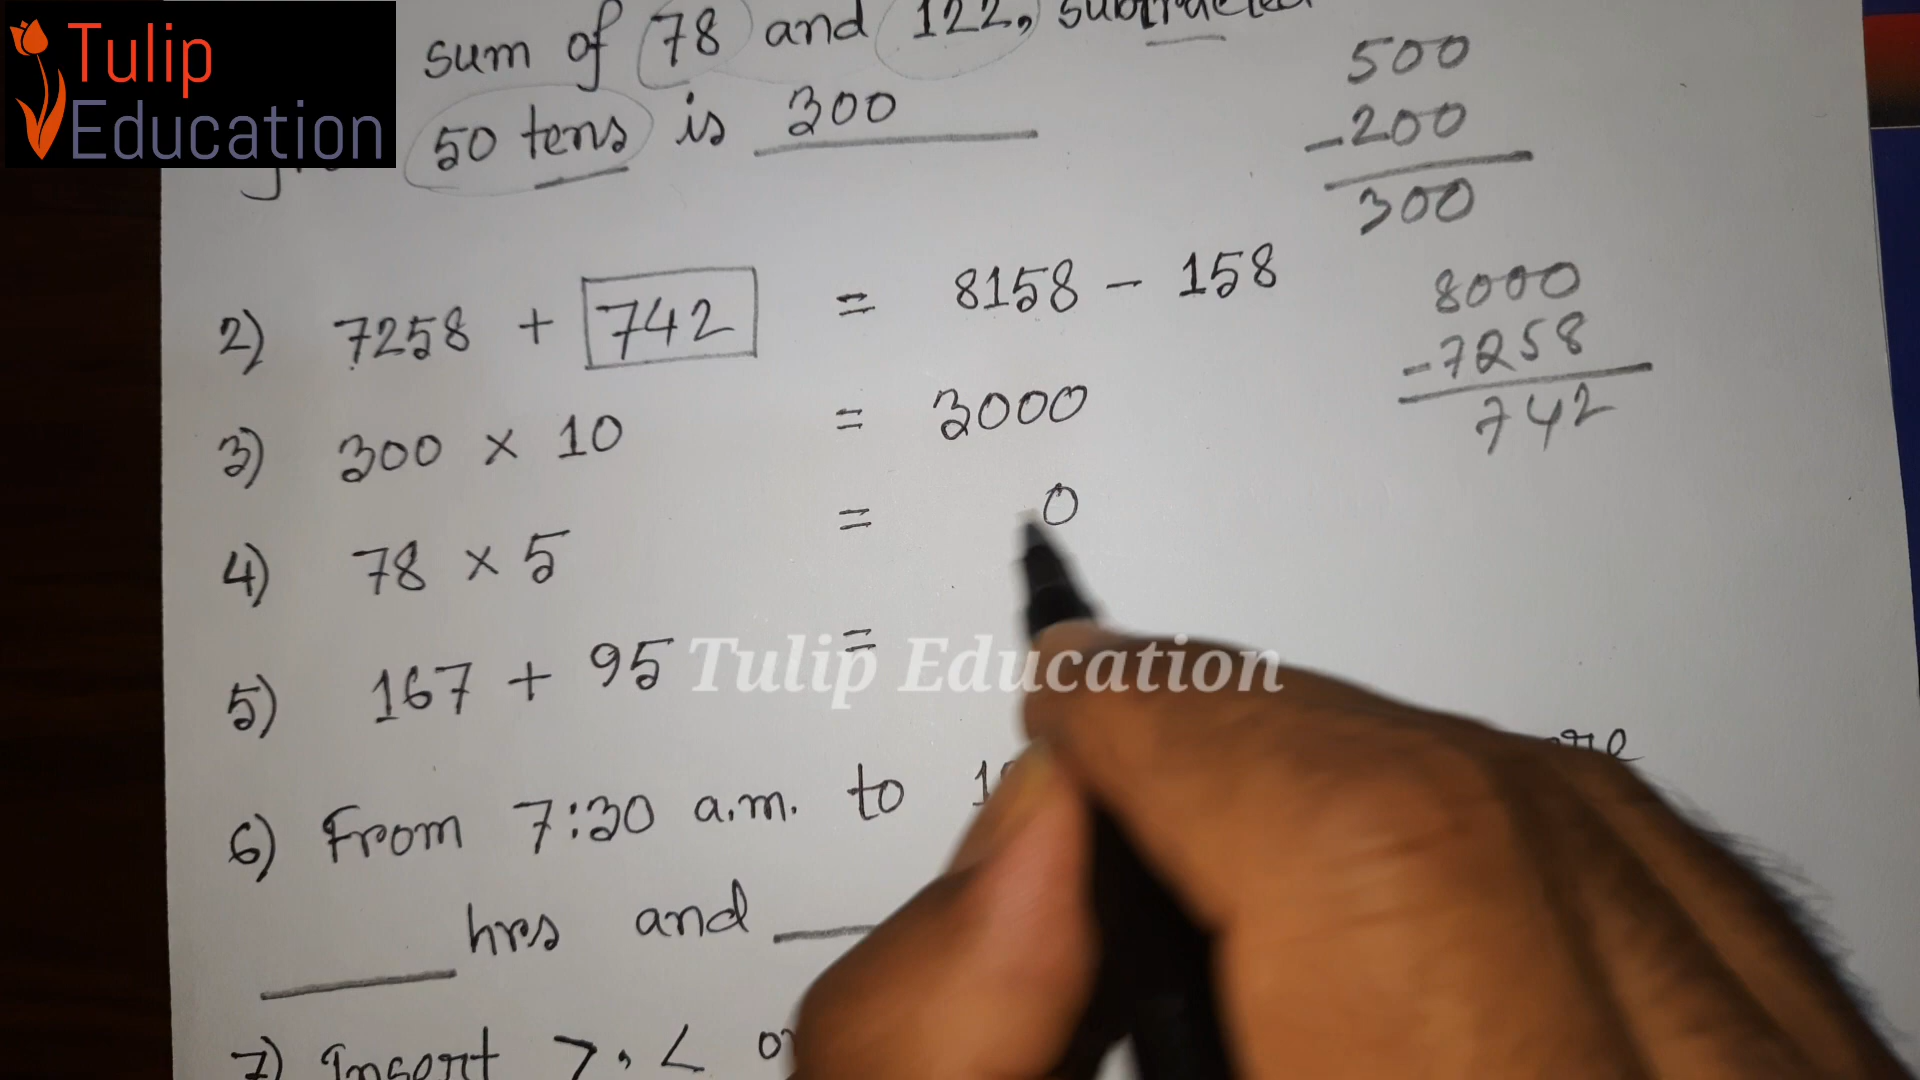 Tulip
Education
sum of 78 and 122, subtracted
50 tens is 300
500
-200
300
2) 7258 + 742 = 8158 - 158
8000
-7258
742
3) 300 x 10 = 3000
4) 78 x 5 = 0
5) 167 + 95 =
Tulip Education
6) From 7:30 a.m. to
hrs and
7) Insert >, <